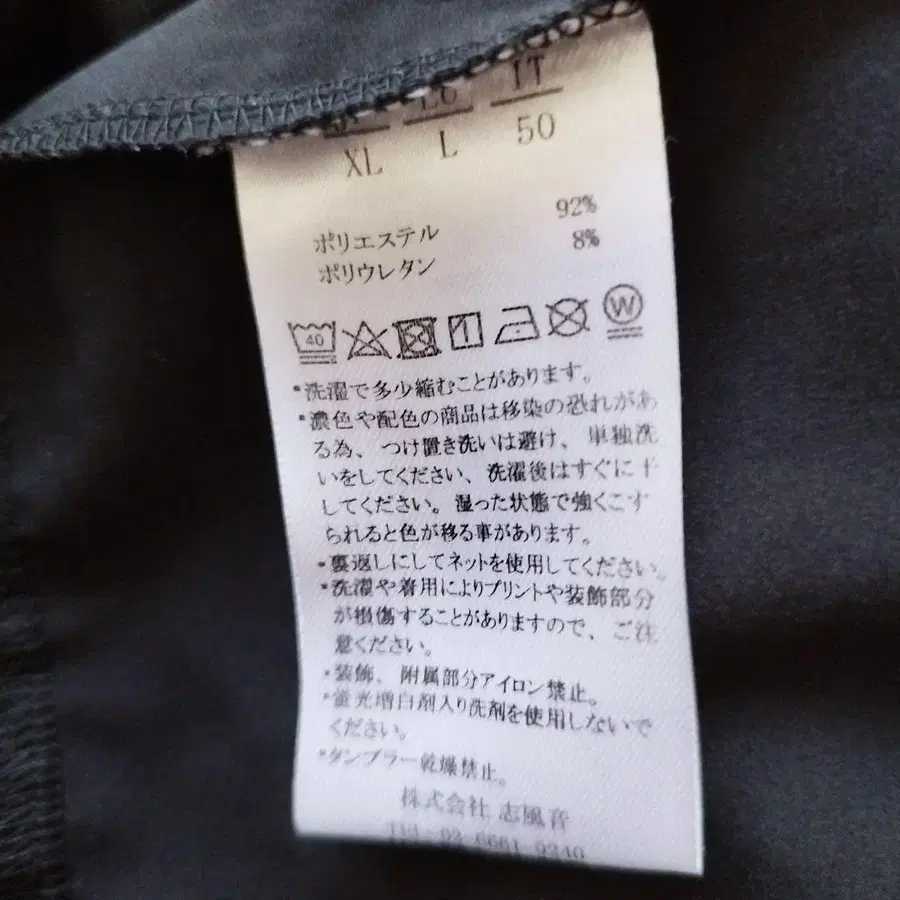 IT
XL L 50
ポリエステル 92%
ポリウレタン 8%
40 W
・洗濯で多少縮むことがあります。
・濃色や配色の商品は移染の恐れがあ
る為、つけ置き洗いは避け、単独洗
いをしてください、洗濯後はすぐに干
してください。湿った状態で強くこす
られると色が移る事があります。
・裏返しにしてネットを使用してください。
・洗濯や着用によりプリントや装飾部分
が損傷することがありますので、ご注
意ください。
・装飾、附属部分アイロン禁止。
・蛍光増白剤入り洗剤を使用しないで
ください。
・タンブラー乾燥禁止。
株式会社 志風音